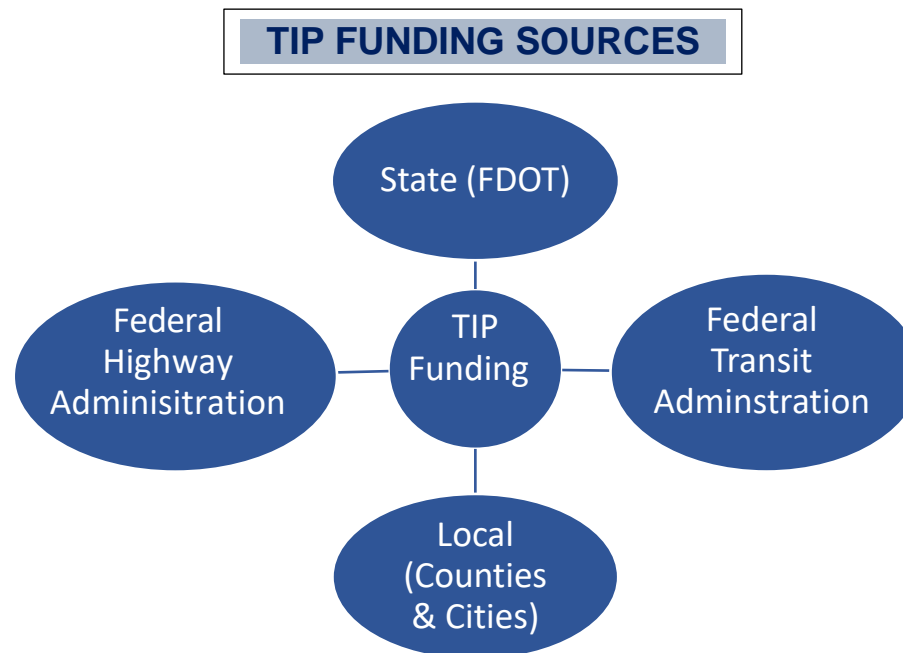 TIP FUNDING SOURCES
State (FDOT)
Federal
Highway
Adminisitration
TIP
Funding
Federal
Transit
Adminstration
Local
(Counties
& Cities)